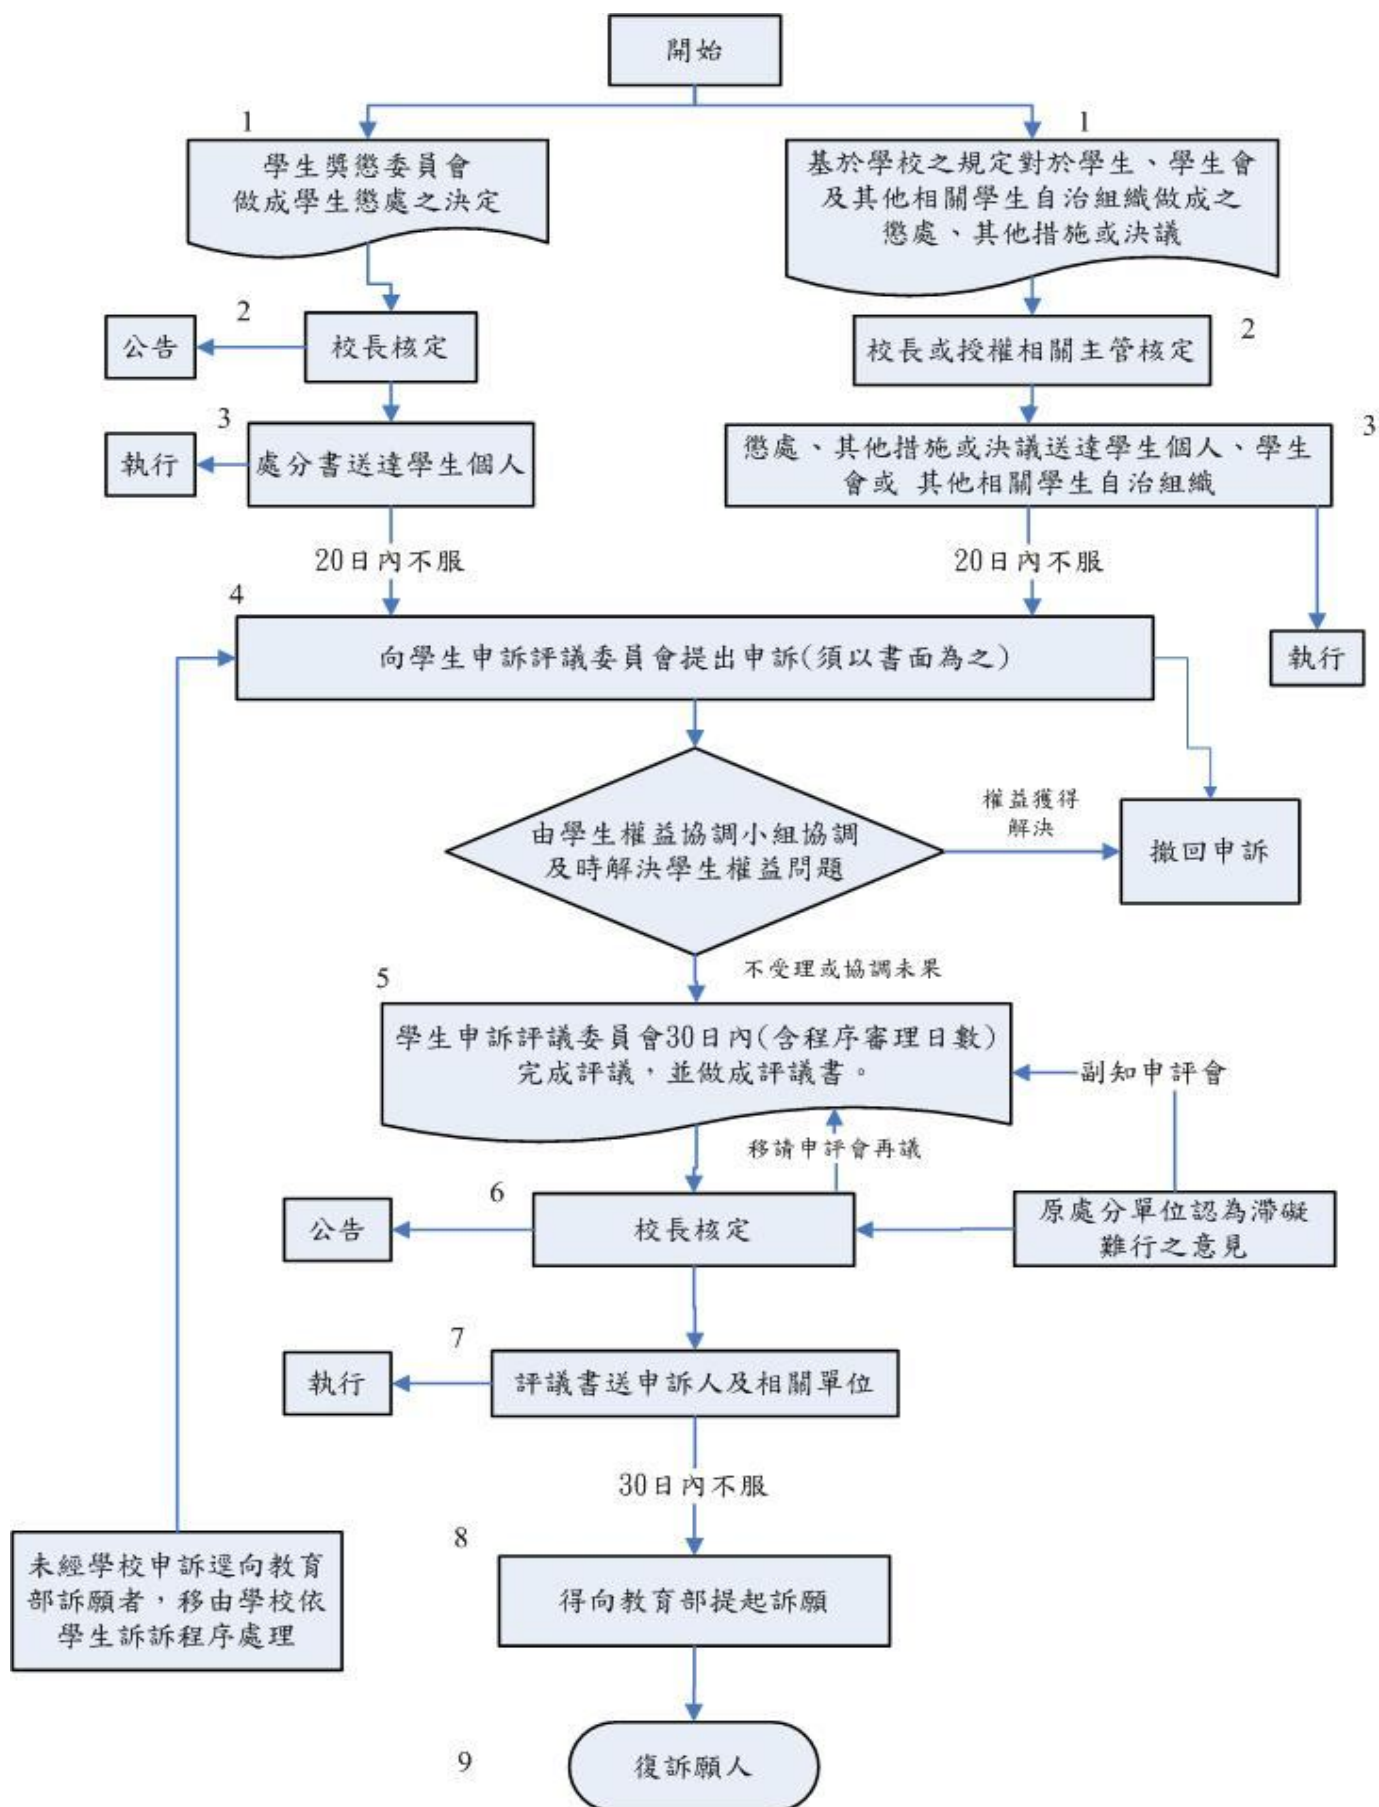 開始
1
學生獎懲委員會
做成學生懲處之決定
1
基於學校之規定對於學生、學生會
及其他相關學生自治組織做成之
懲處、其他措施或決議
2
公告
校長核定
校長或授權相關主管核定
2
3
執行
處分書送達學生個人
懲處、其他措施或決議送達學生個人、學生
會或 其他相關學生自治組織
3
20日內不服
20日內不服
4
向學生申訴評議委員會提出申訴(須以書面為之)
執行
由學生權益協調小組協調
及時解決學生權益問題
權益獲得
解決
撤回申訴
不受理或協調未果
5
學生申訴評議委員會30日內(含程序審理日數)
完成評議，並做成評議書。
副知申評會
移請申評會再議
6
公告
校長核定
原處分單位認為滯礙
難行之意見
7
執行
評議書送申訴人及相關單位
30日內不服
8
未經學校申訴逕向教育
部訴願者，移由學校依
學生訴訴程序處理
得向教育部提起訴願
9
復訴願人